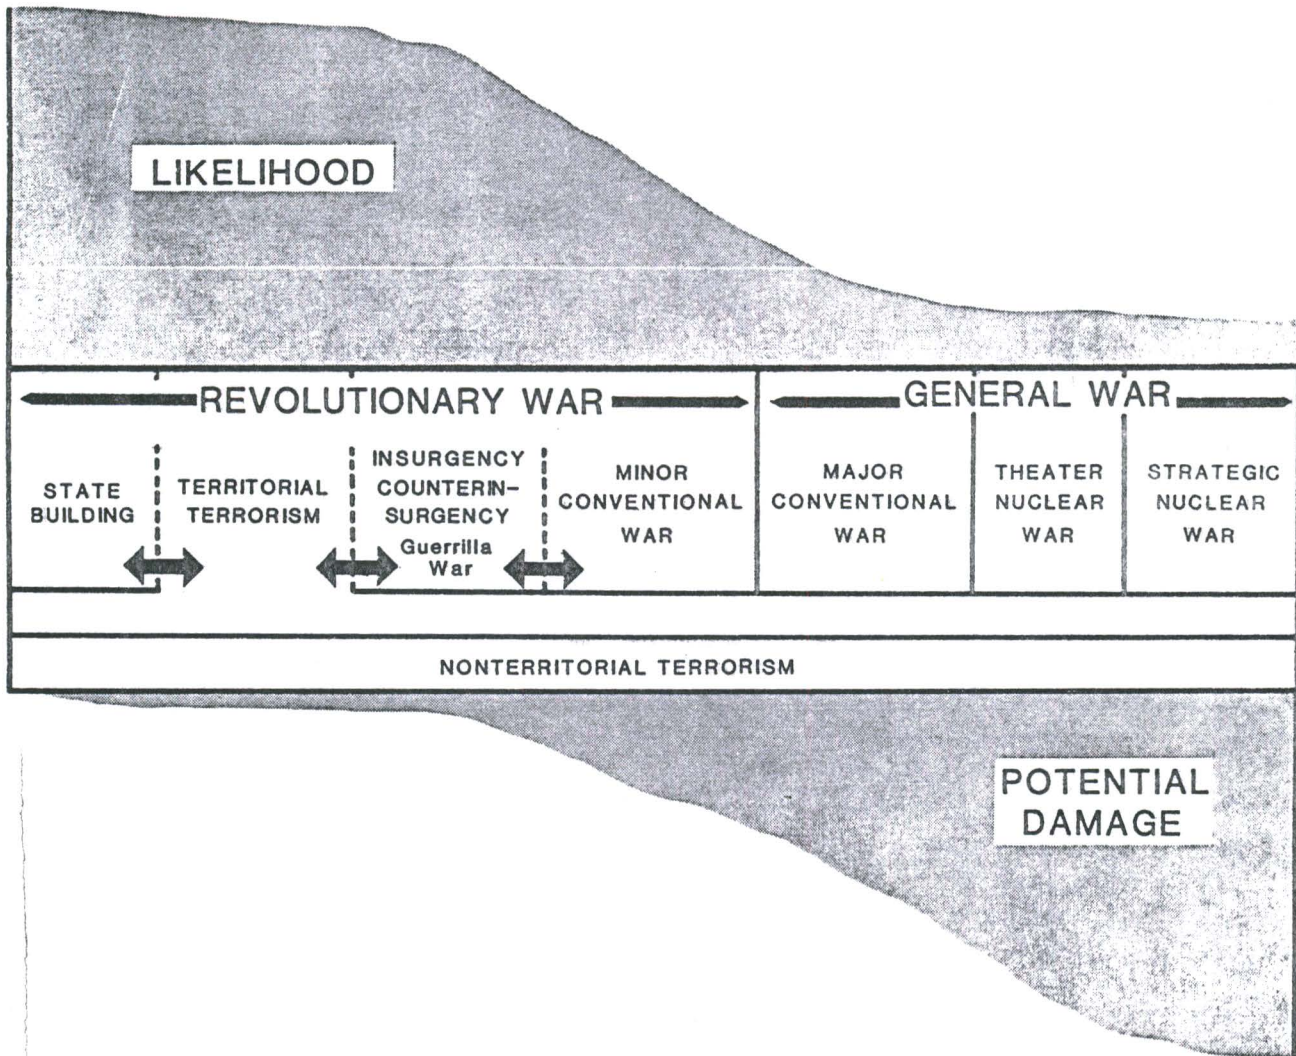 LIKELIHOOD
REVOLUTIONARY WAR
GENERAL WAR
STATE
BUILDING
TERRITORIAL
TERRORISM
INSURGENCY
COUNTERIN-
SURGENCY
Guerrilla
War
MINOR
CONVENTIONAL
WAR
MAJOR
CONVENTIONAL
WAR
THEATER
NUCLEAR
WAR
STRATEGIC
NUCLEAR
WAR
NONTERRITORIAL TERRORISM
POTENTIAL
DAMAGE